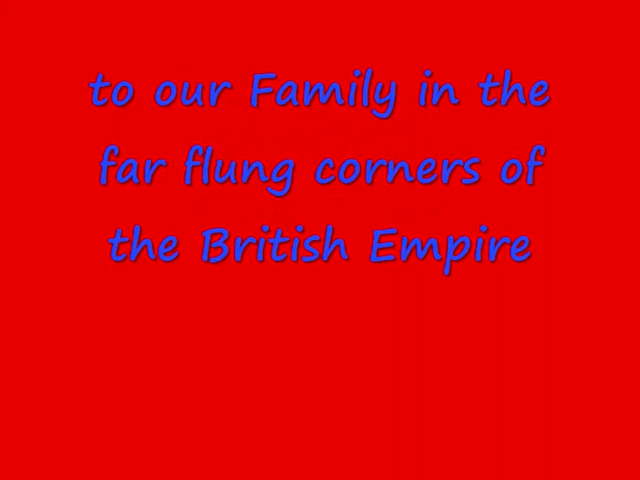 to our Family in the
far flung corners of
the British Empire